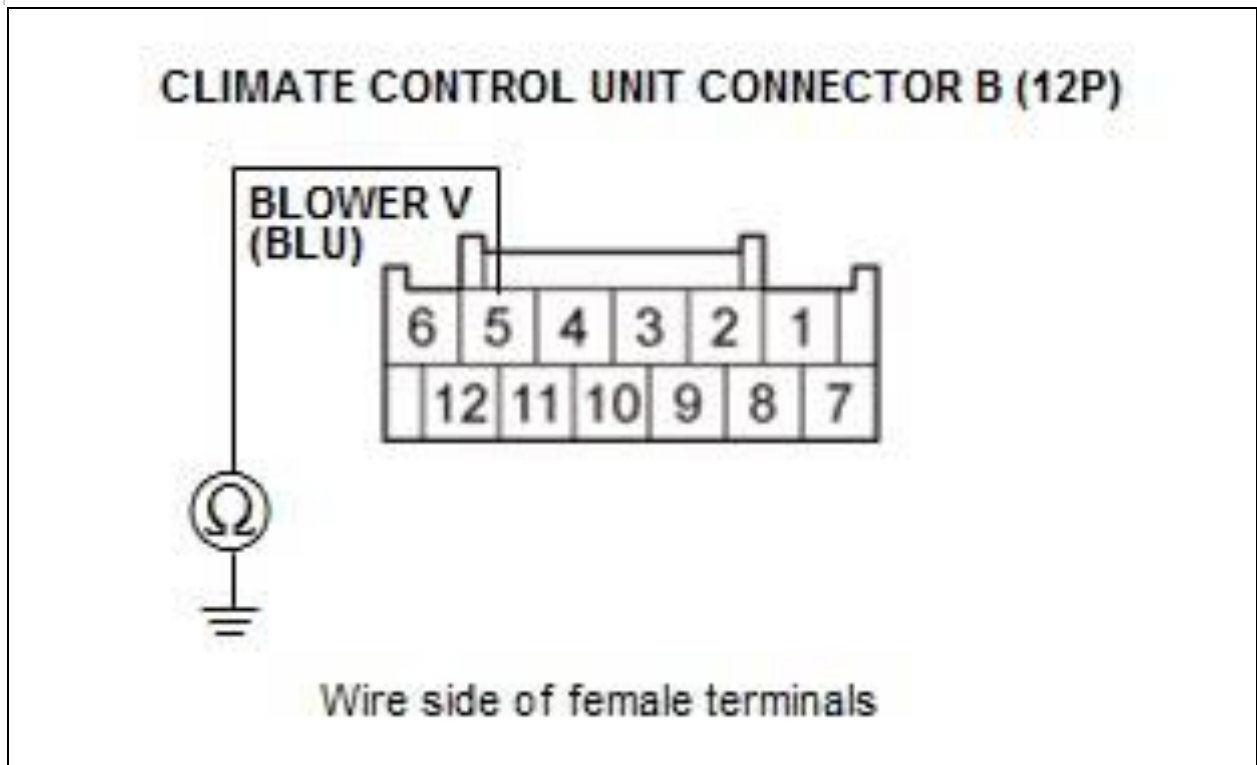 CLIMATE CONTROL UNIT CONNECTOR B (12P)
BLOWER V
(BLU)
6 5 4 3 2 1
12 11 10 9 8 7
Ω
Wire side of female terminals